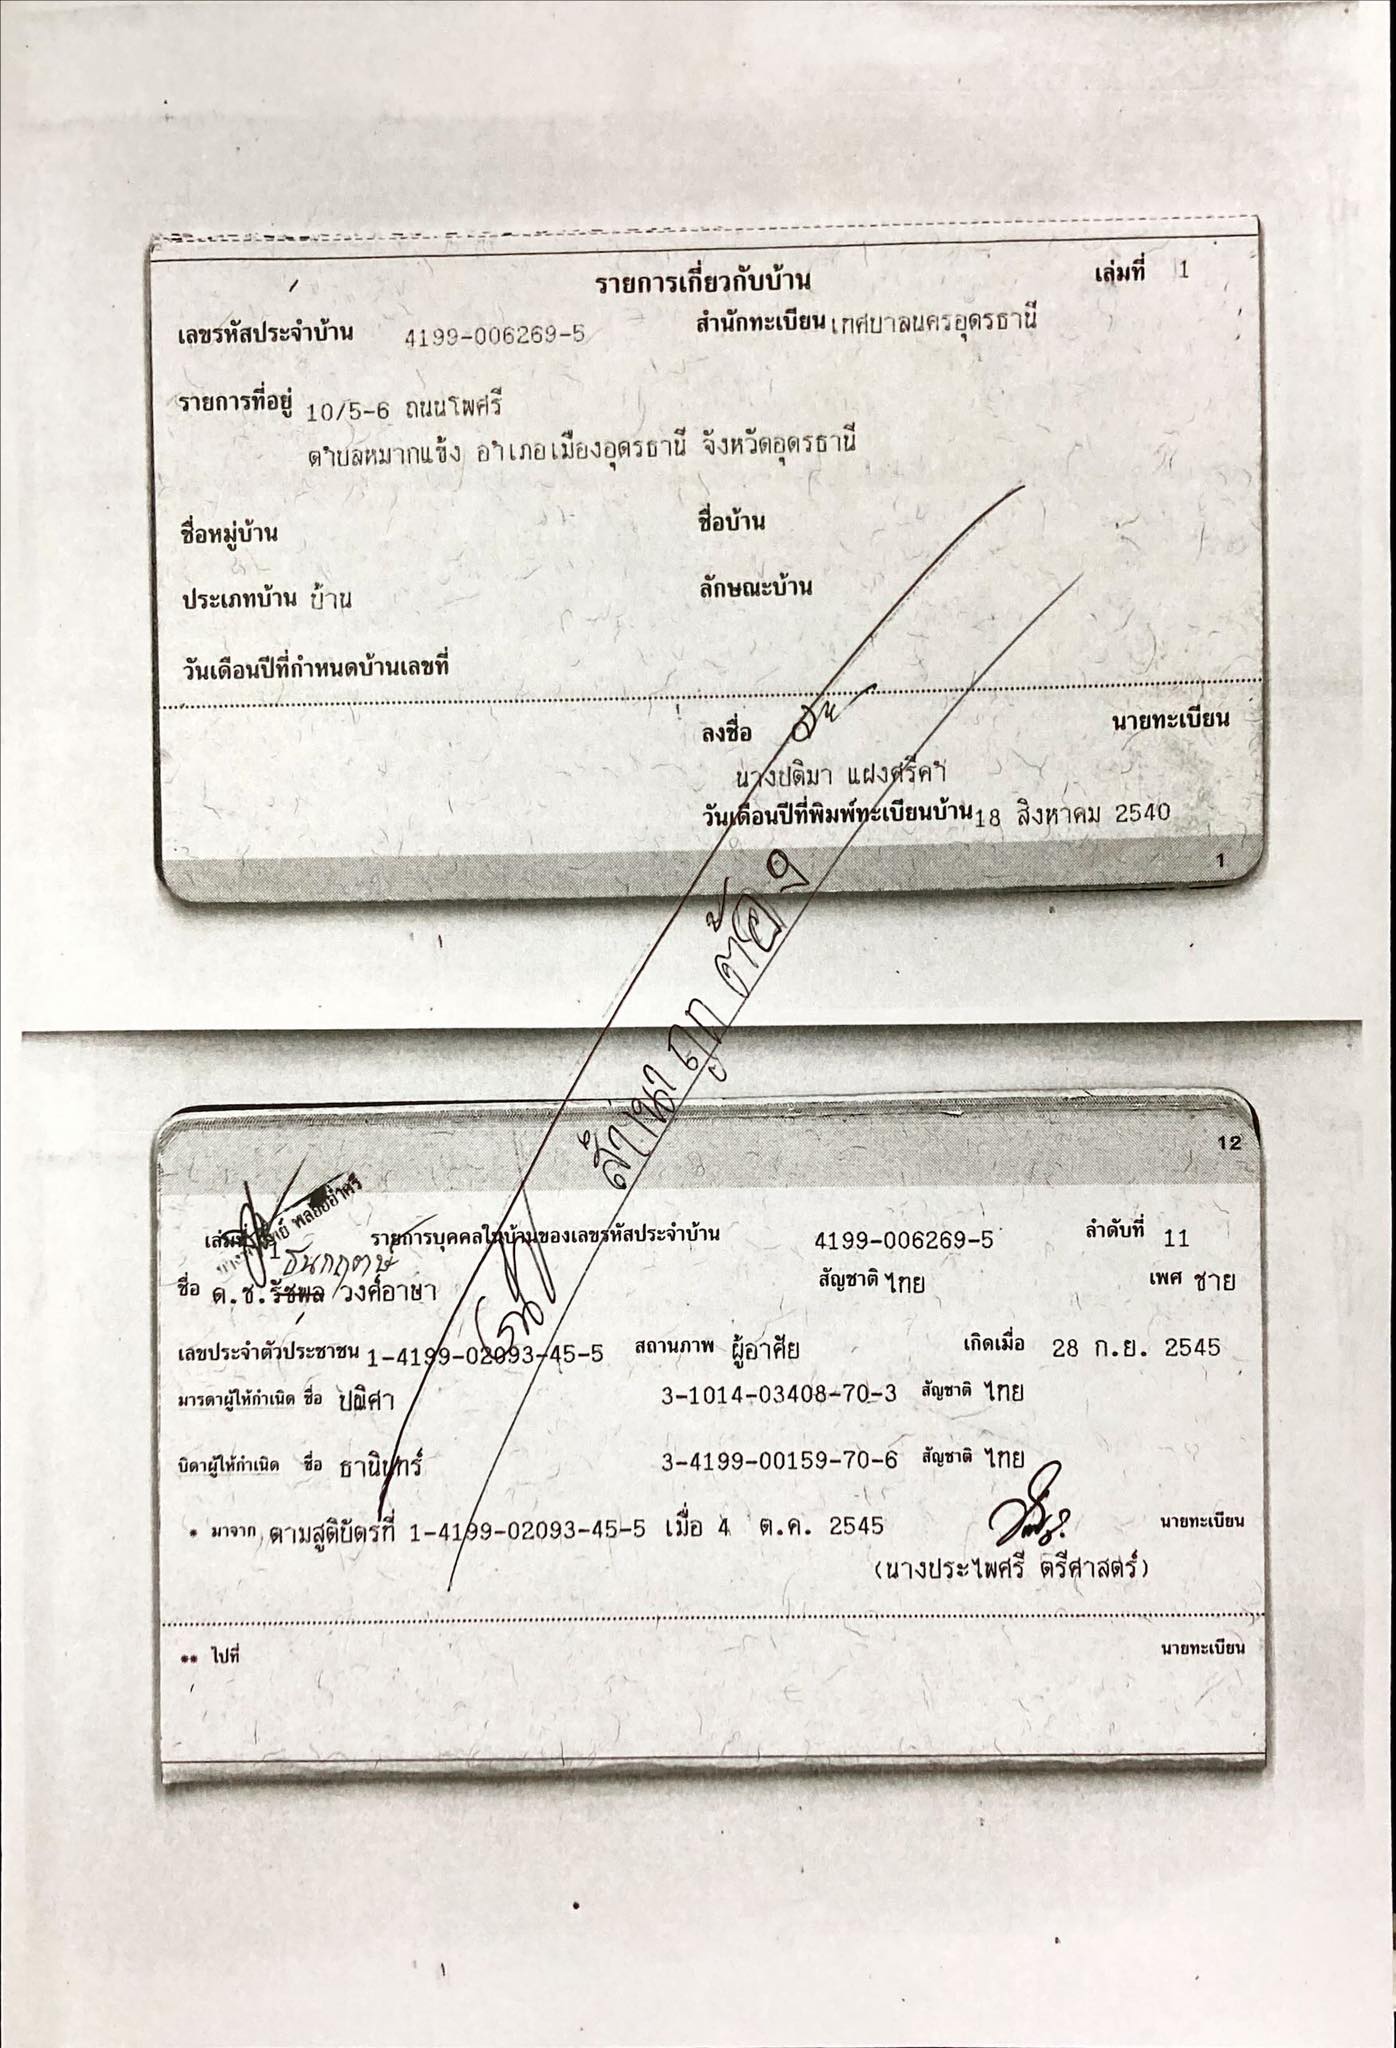 รายการเกี่ยวกับบ้าน เล่มที่ 1
เลขรหัสประจำบ้าน 4199-006269-5 สำนักทะเบียน เทศบาลนครอุดรธานี
รายการที่อยู่ 10/5-6 ถนนโพศรี
ตำบลหมากแข้ง อำเภอเมืองอุดรธานี จังหวัดอุดรธานี
ชื่อหมู่บ้าน ชื่อบ้าน
ประเภทบ้าน บ้าน ลักษณะบ้าน
วันเดือนปีที่กำหนดบ้านเลขที่
ลงชื่อ นายทะเบียน
นางปติมา แฝงศรีคำ
วันเดือนปีที่พิมพ์ทะเบียนบ้าน 18 สิงหาคม 2540
1
สำเนาถูกต้อง
12
เล่มที่ 1 รายการบุคคลในบ้านของเลขรหัสประจำบ้าน 4199-006269-5 ลำดับที่ 11
ธนกฤตษ์
ชื่อ ด.ช.รัชพล วงศ์อาษา สัญชาติ ไทย เพศ ชาย
เลขประจำตัวประชาชน 1-4199-02093-45-5 สถานภาพ ผู้อาศัย เกิดเมื่อ 28 ก.ย. 2545
มารดาผู้ให้กำเนิด ชื่อ ปณิศา 3-1014-03408-70-3 สัญชาติ ไทย
บิดาผู้ให้กำเนิด ชื่อ ธานินทร์ 3-4199-00159-70-6 สัญชาติ ไทย
* มาจาก ตามสูติบัตรที่ 1-4199-02093-45-5 เมื่อ 4 ต.ค. 2545 นายทะเบียน
(นางประไพศรี ตรีศาสตร์)
** ไปที่ นายทะเบียน